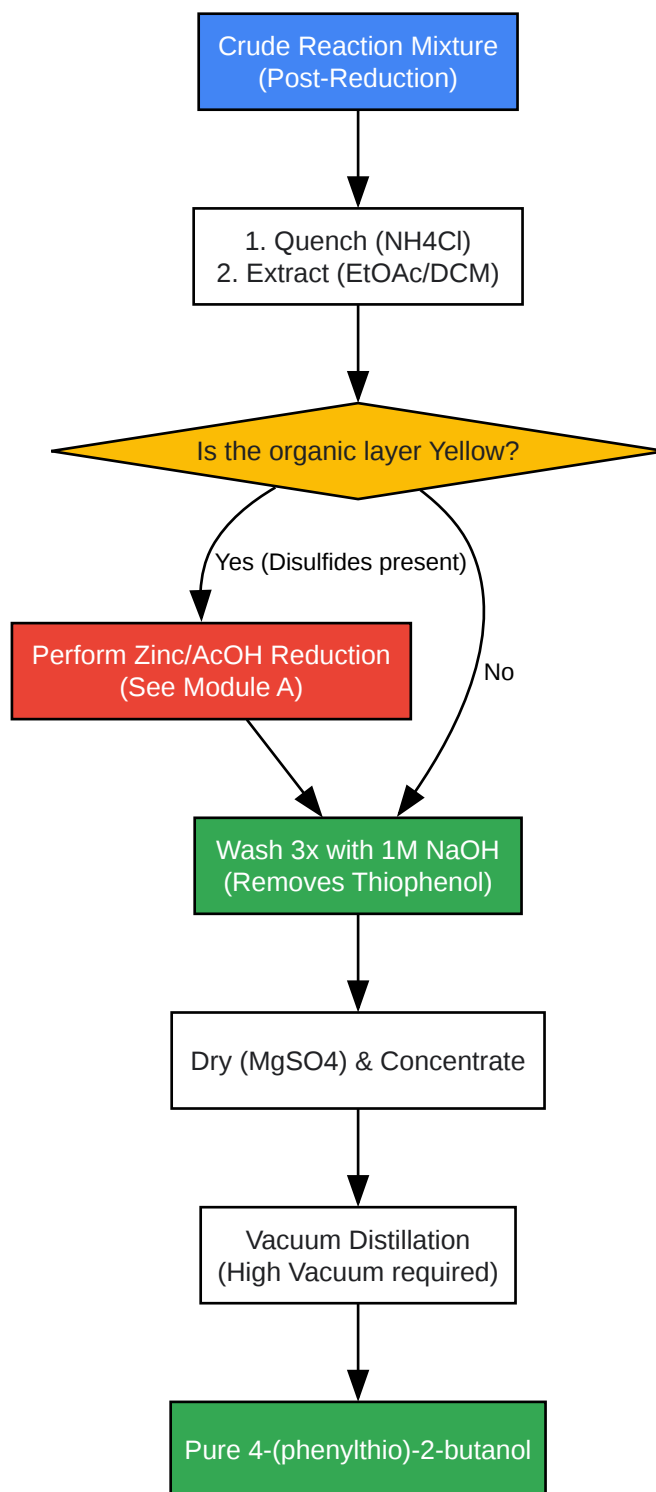 Crude Reaction Mixture
(Post-Reduction)
1. Quench (NH4Cl)
2. Extract (EtOAc/DCM)
Is the organic layer Yellow?
Yes (Disulfides present)
Perform Zinc/AcOH Reduction
(See Module A)
No
Wash 3x with 1M NaOH
(Removes Thiophenol)
Dry (MgSO4) & Concentrate
Vacuum Distillation
(High Vacuum required)
Pure 4-(phenylthio)-2-butanol